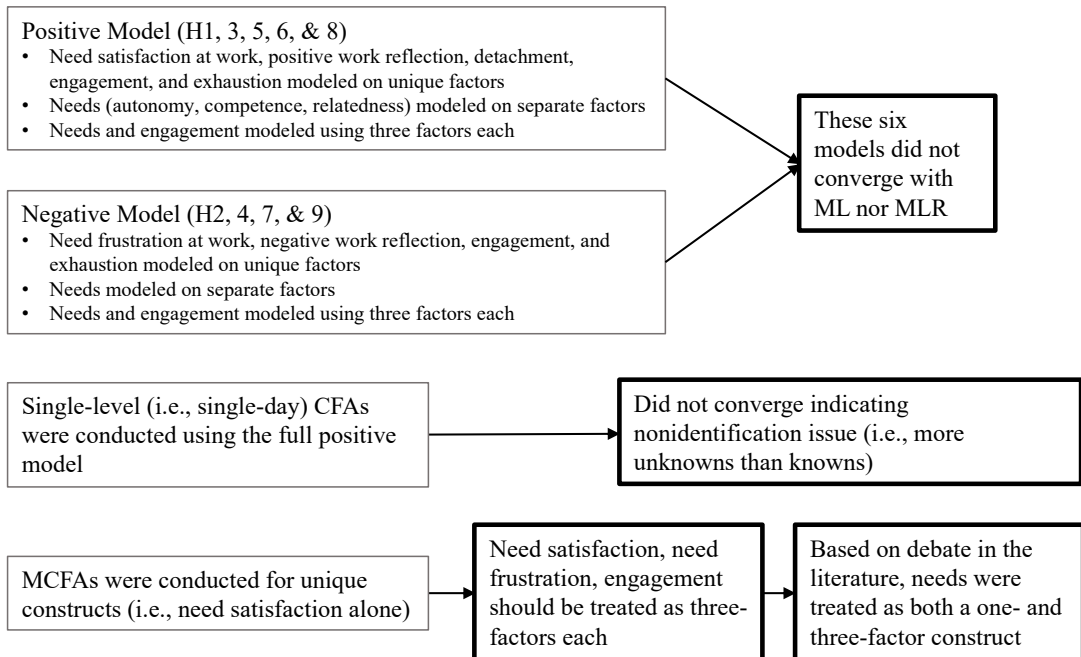 Positive Model (H1, 3, 5, 6, & 8)
• Need satisfaction at work, positive work reflection, detachment,
engagement, and exhaustion modeled on unique factors
• Needs (autonomy, competence, relatedness) modeled on separate factors
• Needs and engagement modeled using three factors each
These six
models did not
converge with
ML nor MLR
Negative Model (H2, 4, 7, & 9)
• Need frustration at work, negative work reflection, engagement, and
exhaustion modeled on unique factors
• Needs modeled on separate factors
• Needs and engagement modeled using three factors each
Single-level (i.e., single-day) CFAs
were conducted using the full positive
model
Did not converge indicating
nonidentification issue (i.e., more
unknowns than knowns)
MCFAs were conducted for unique
constructs (i.e., need satisfaction alone)
Need satisfaction, need
frustration, engagement
should be treated as three-
factors each
Based on debate in the
literature, needs were
treated as both a one- and
three-factor construct